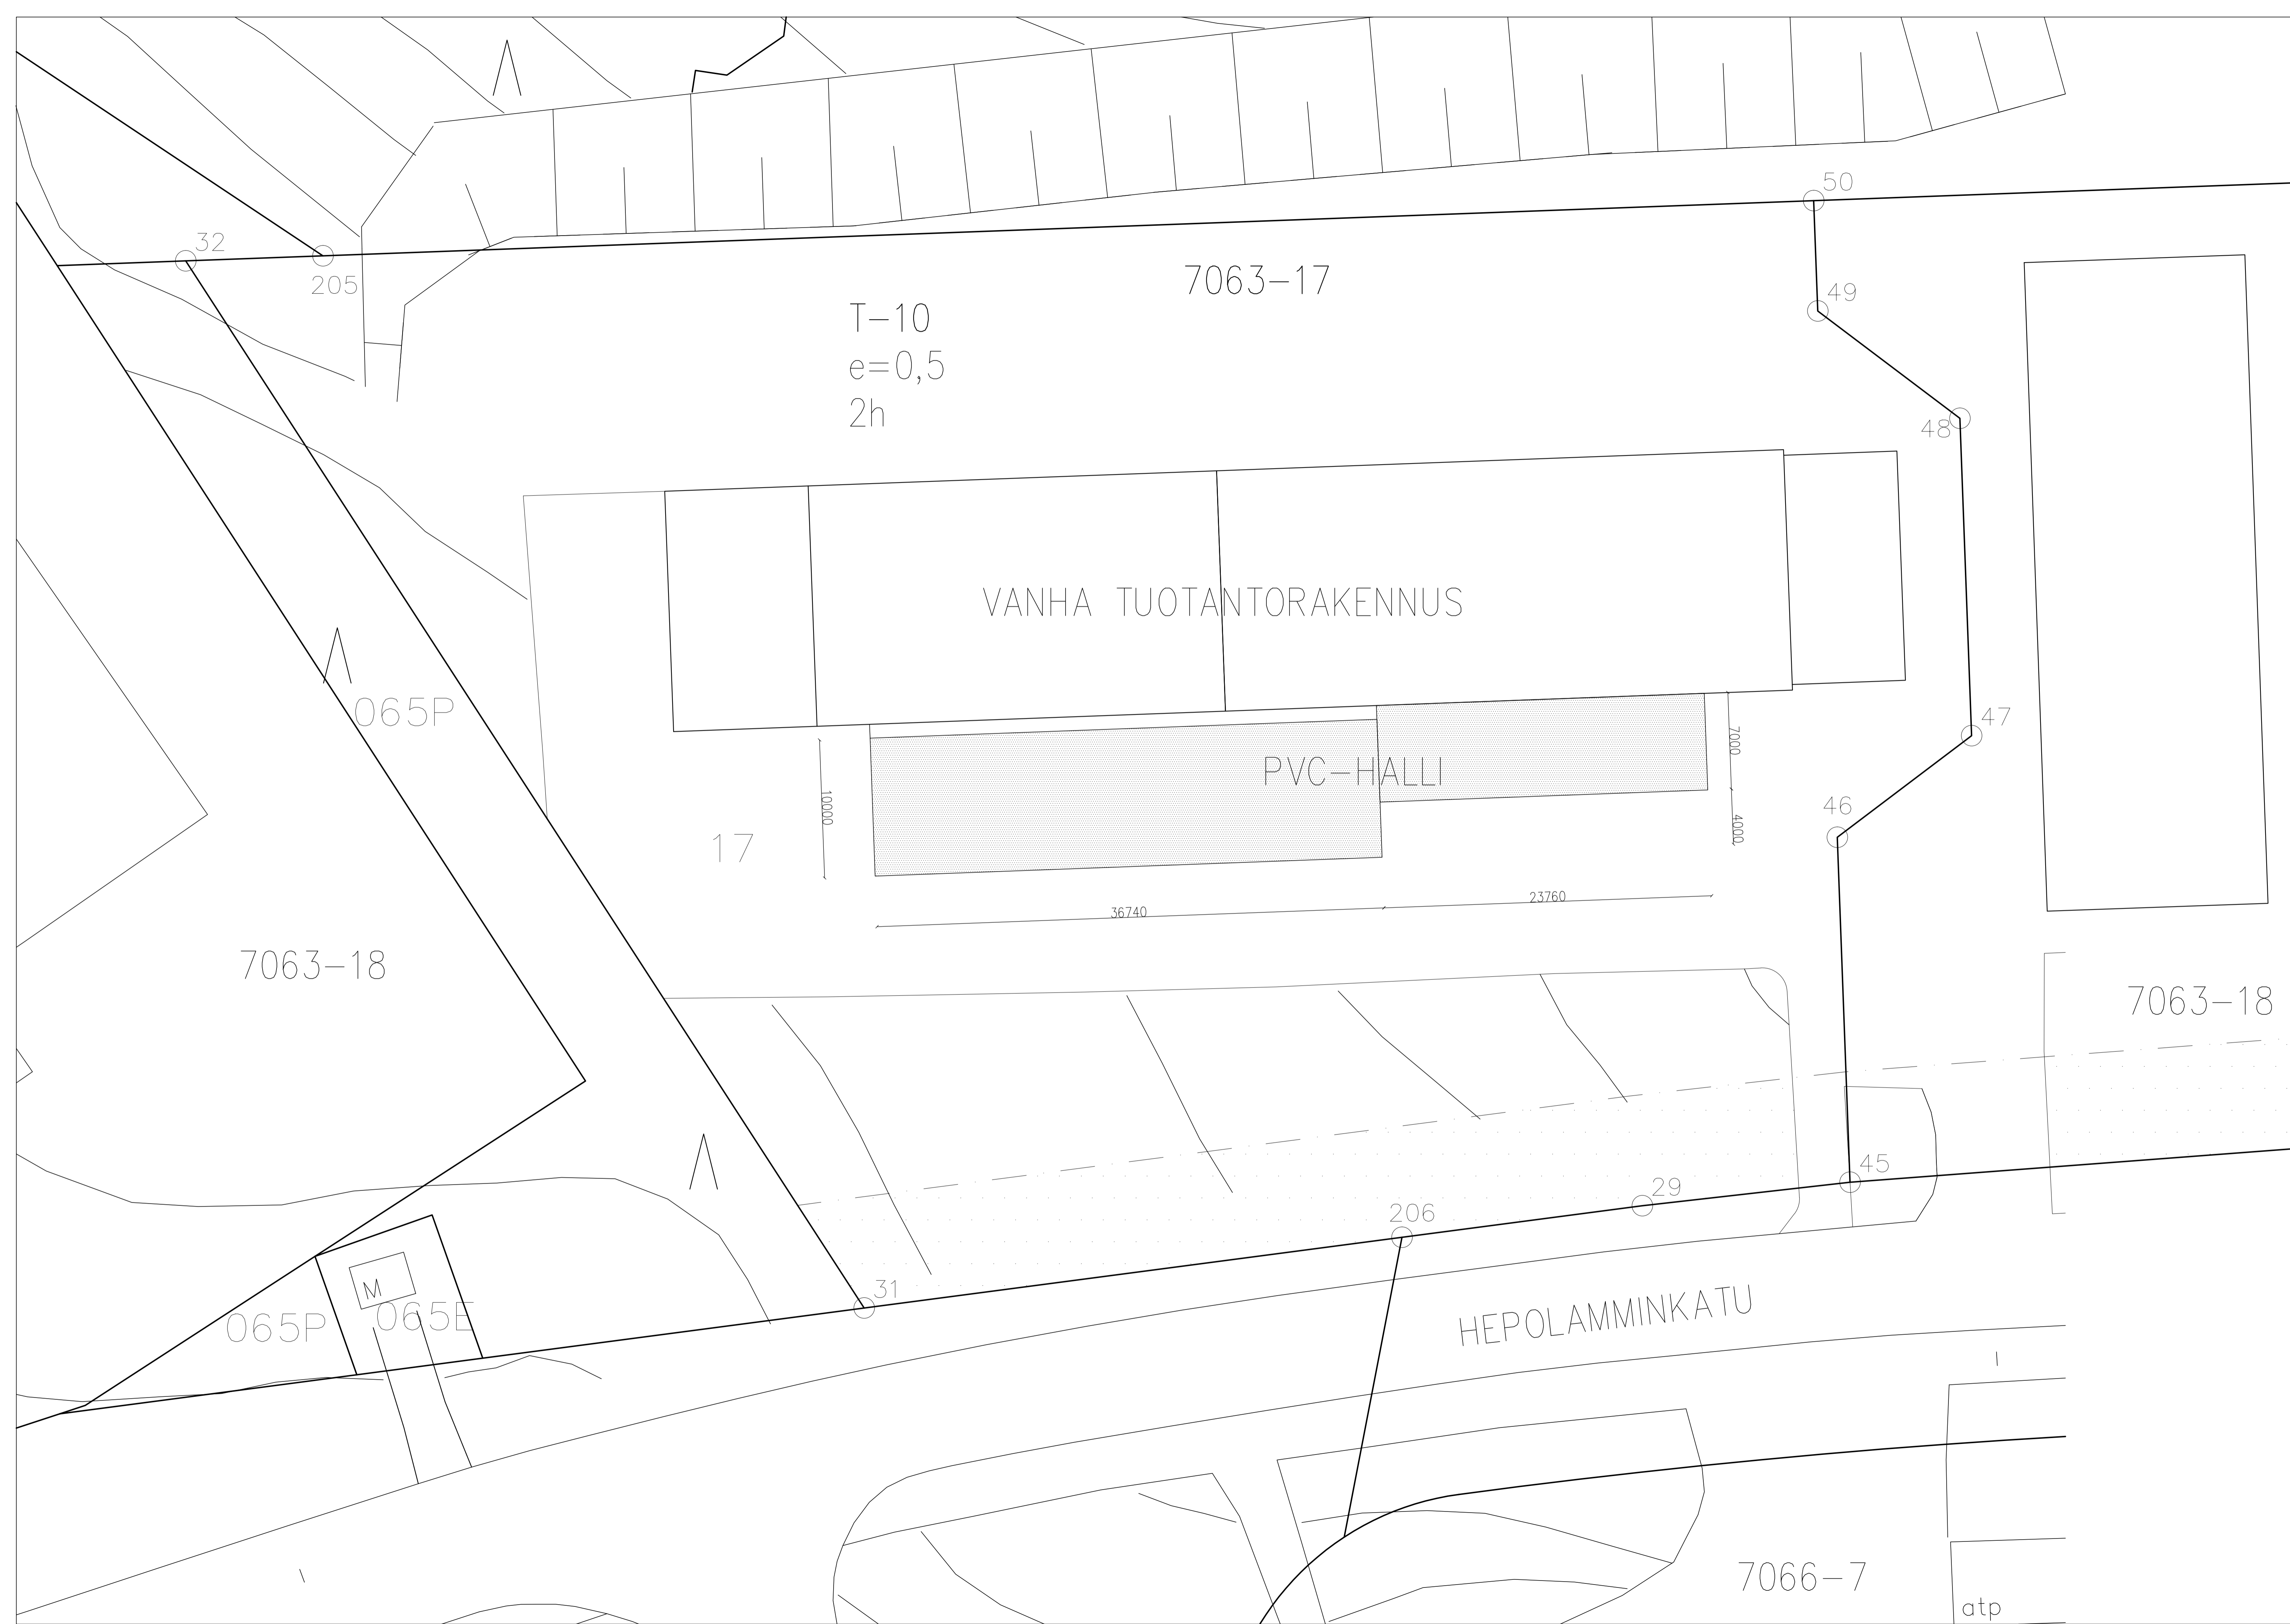 50
32
205
7063-17
49
T-10
e=0,5
2h
48
VANHA TUOTANTORAKENNUS
065P
47
7000
PVC-HALLI
10000
46
4000
17
36740
23760
7063-18
7063-18
45
29
206
31
M
065P
065E
HEPOLAMMINKATU
7066-7
atp